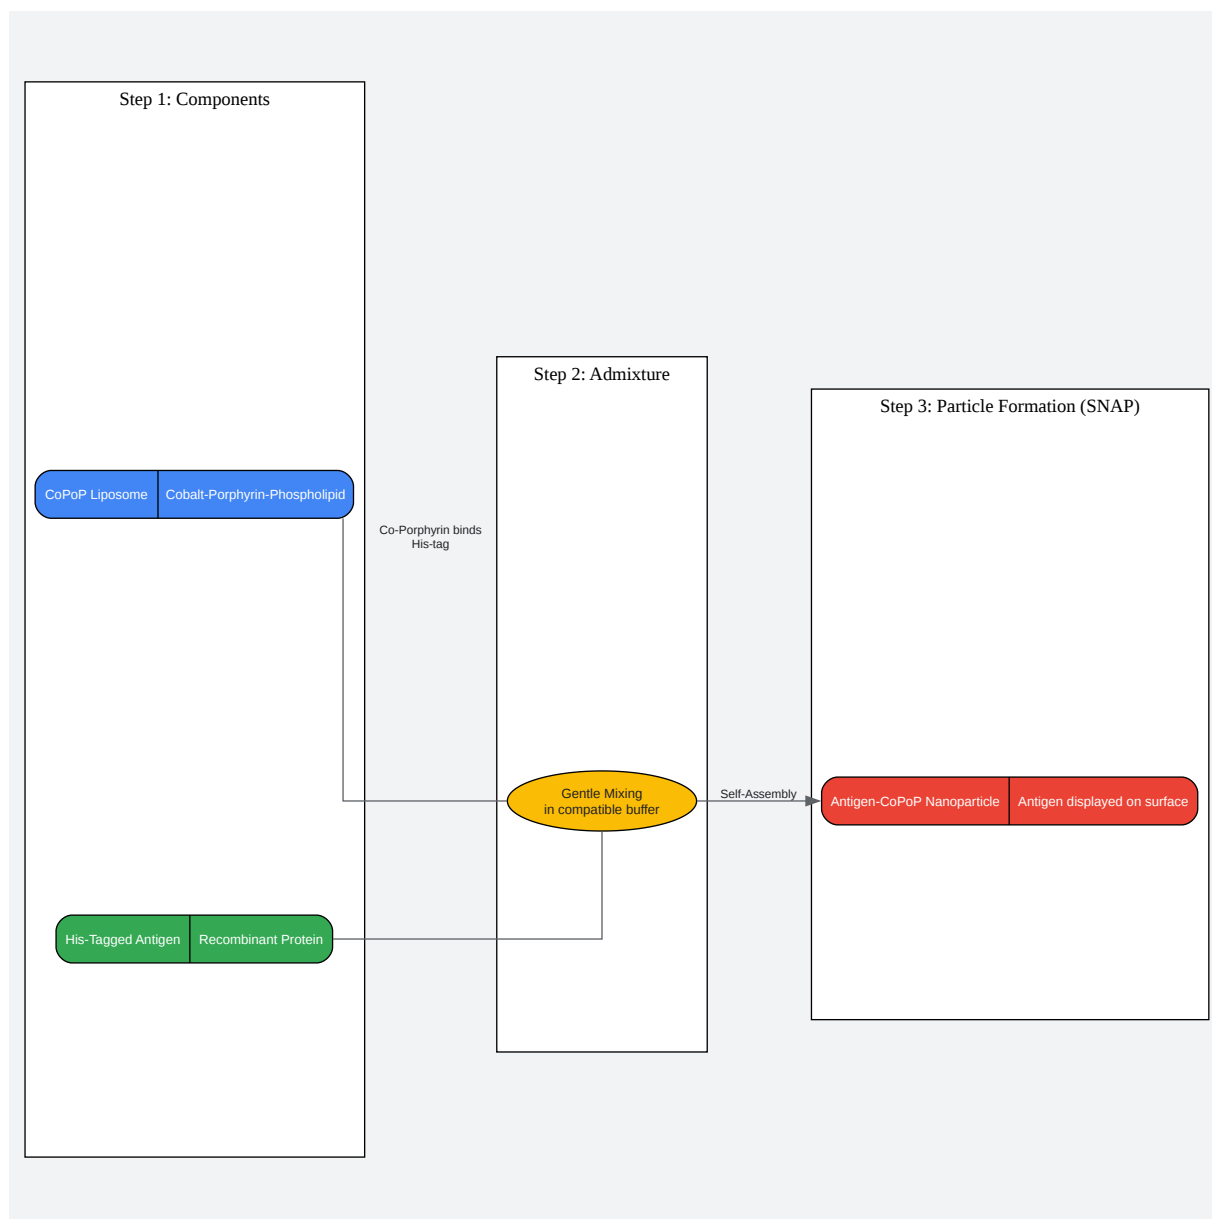 Step 1: Components
CoPoP Liposome
Cobalt-Porphyrin-Phospholipid
His-Tagged Antigen
Recombinant Protein
Co-Porphyrin binds
His-tag
Step 2: Admixture
Gentle Mixing
in compatible buffer
Self-Assembly
Step 3: Particle Formation (SNAP)
Antigen-CoPoP Nanoparticle
Antigen displayed on surface